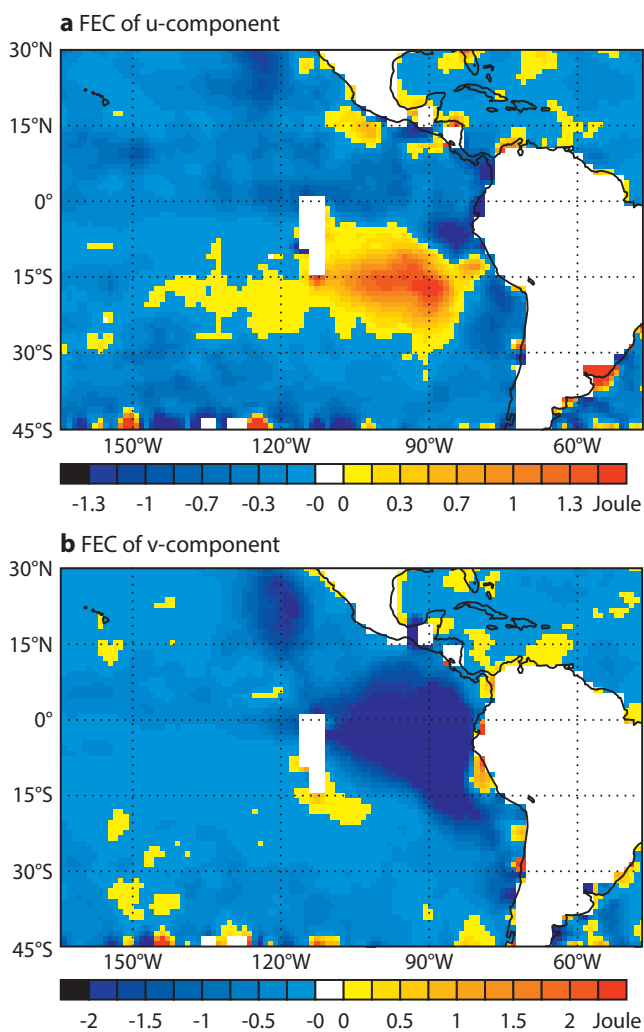 a FEC of u-component
30°N
15°N
0°
15°S
30°S
45°S
150°W 120°W 90°W 60°W
-1.3 -1 -0.7 -0.3 -0 0 0.3 0.7 1 1.3 Joule
b FEC of v-component
30°N
15°N
0°
15°S
30°S
45°S
150°W 120°W 90°W 60°W
-2 -1.5 -1 -0.5 -0 0 0.5 1 1.5 2 Joule